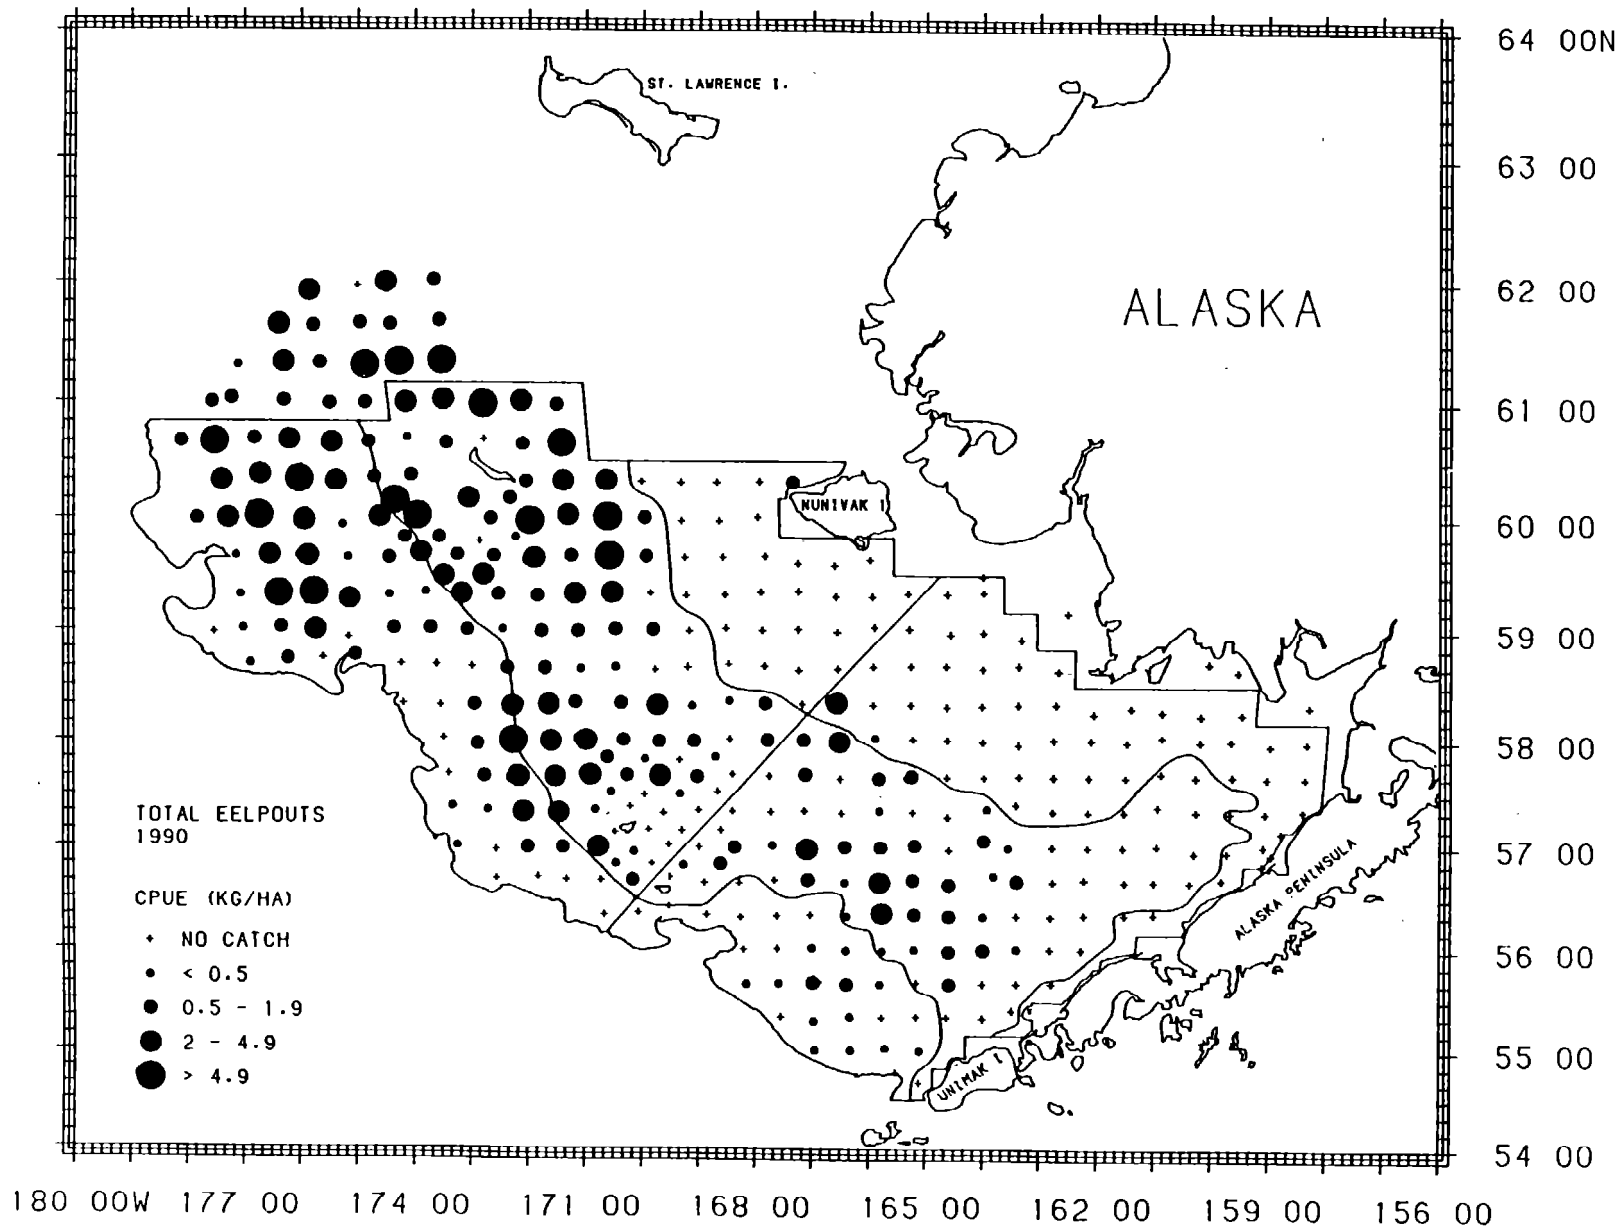 64 00N
ST. LAWRENCE I.
63 00
ALASKA
62 00
61 00
NUNIVAK I
60 00
59 00
58 00
TOTAL EELPOUTS
1990
57 00
ALASKA PENINSULA
CPUE (KG/HA)
+ NO CATCH
< 0.5
56 00
0.5 - 1.9
2 - 4.9
55 00
> 4.9
UNIMAK I
54 00
180 00W 177 00 174 00 171 00 168 00 165 00 162 00 159 00 156 00